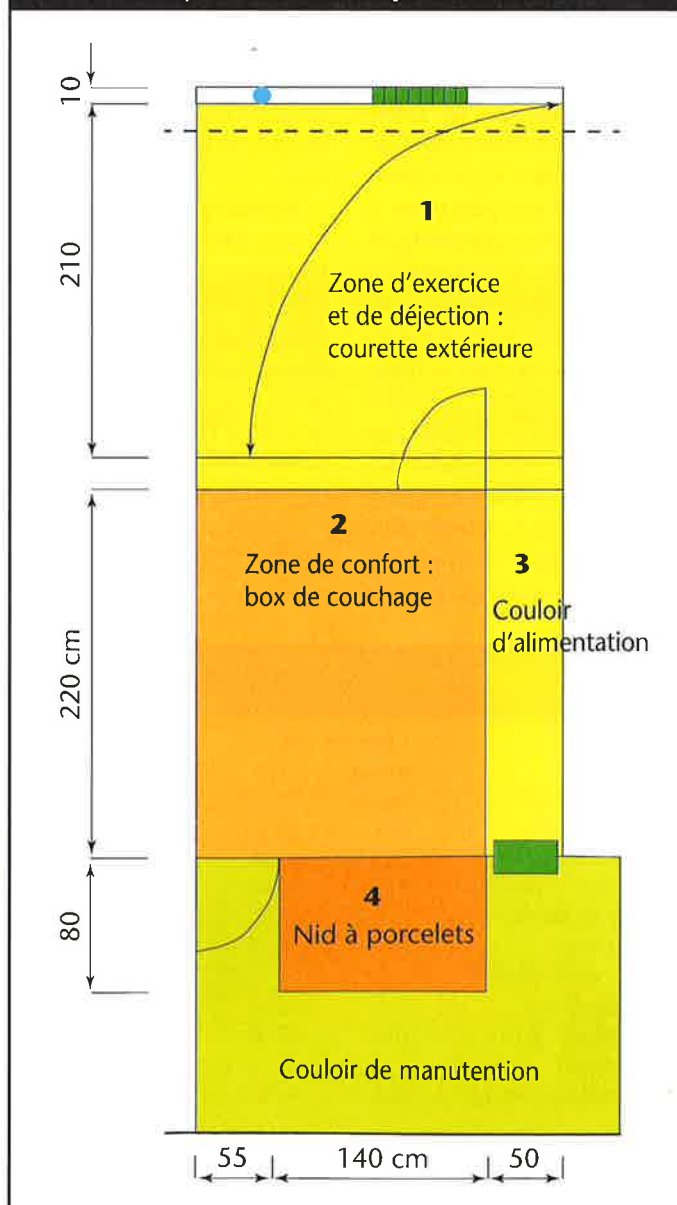 10
210
1
Zone d'exercice
et de déjection :
courette extérieure
2
Zone de confort :
box de couchage
3
Couloir
d'alimentation
220 cm
80
4
Nid à porcelets
Couloir de manutention
55
140 cm
50